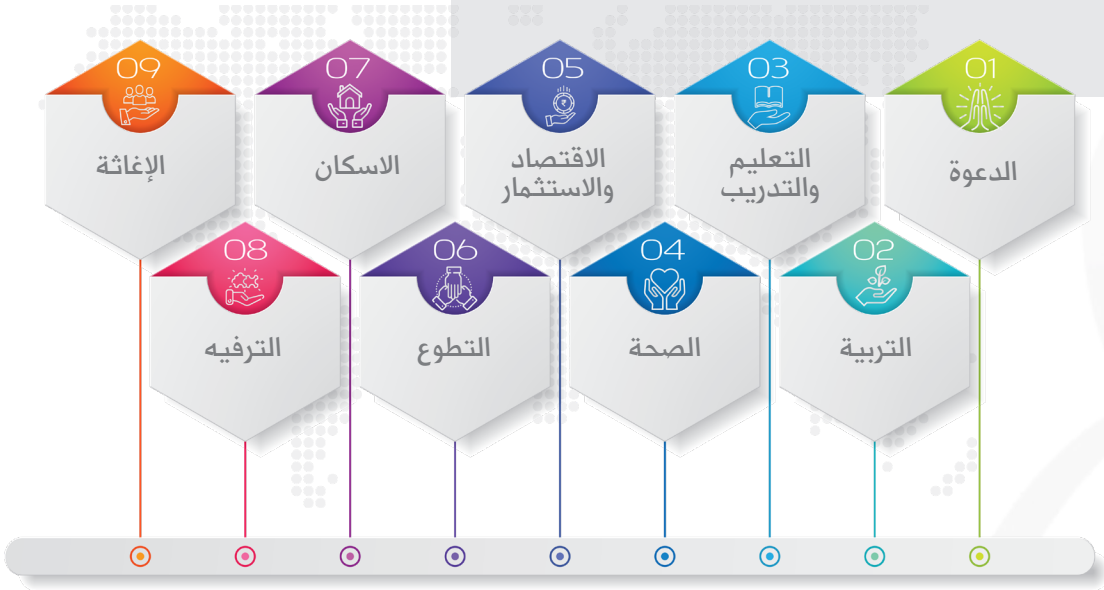 01
الدعوة
02
التربية
03
التعليم
والتدريب
04
الصحة
05
₹
الاقتصاد
والاستثمار
06
التطوع
07
الاسكان
08
الترفيه
09
الإغاثة